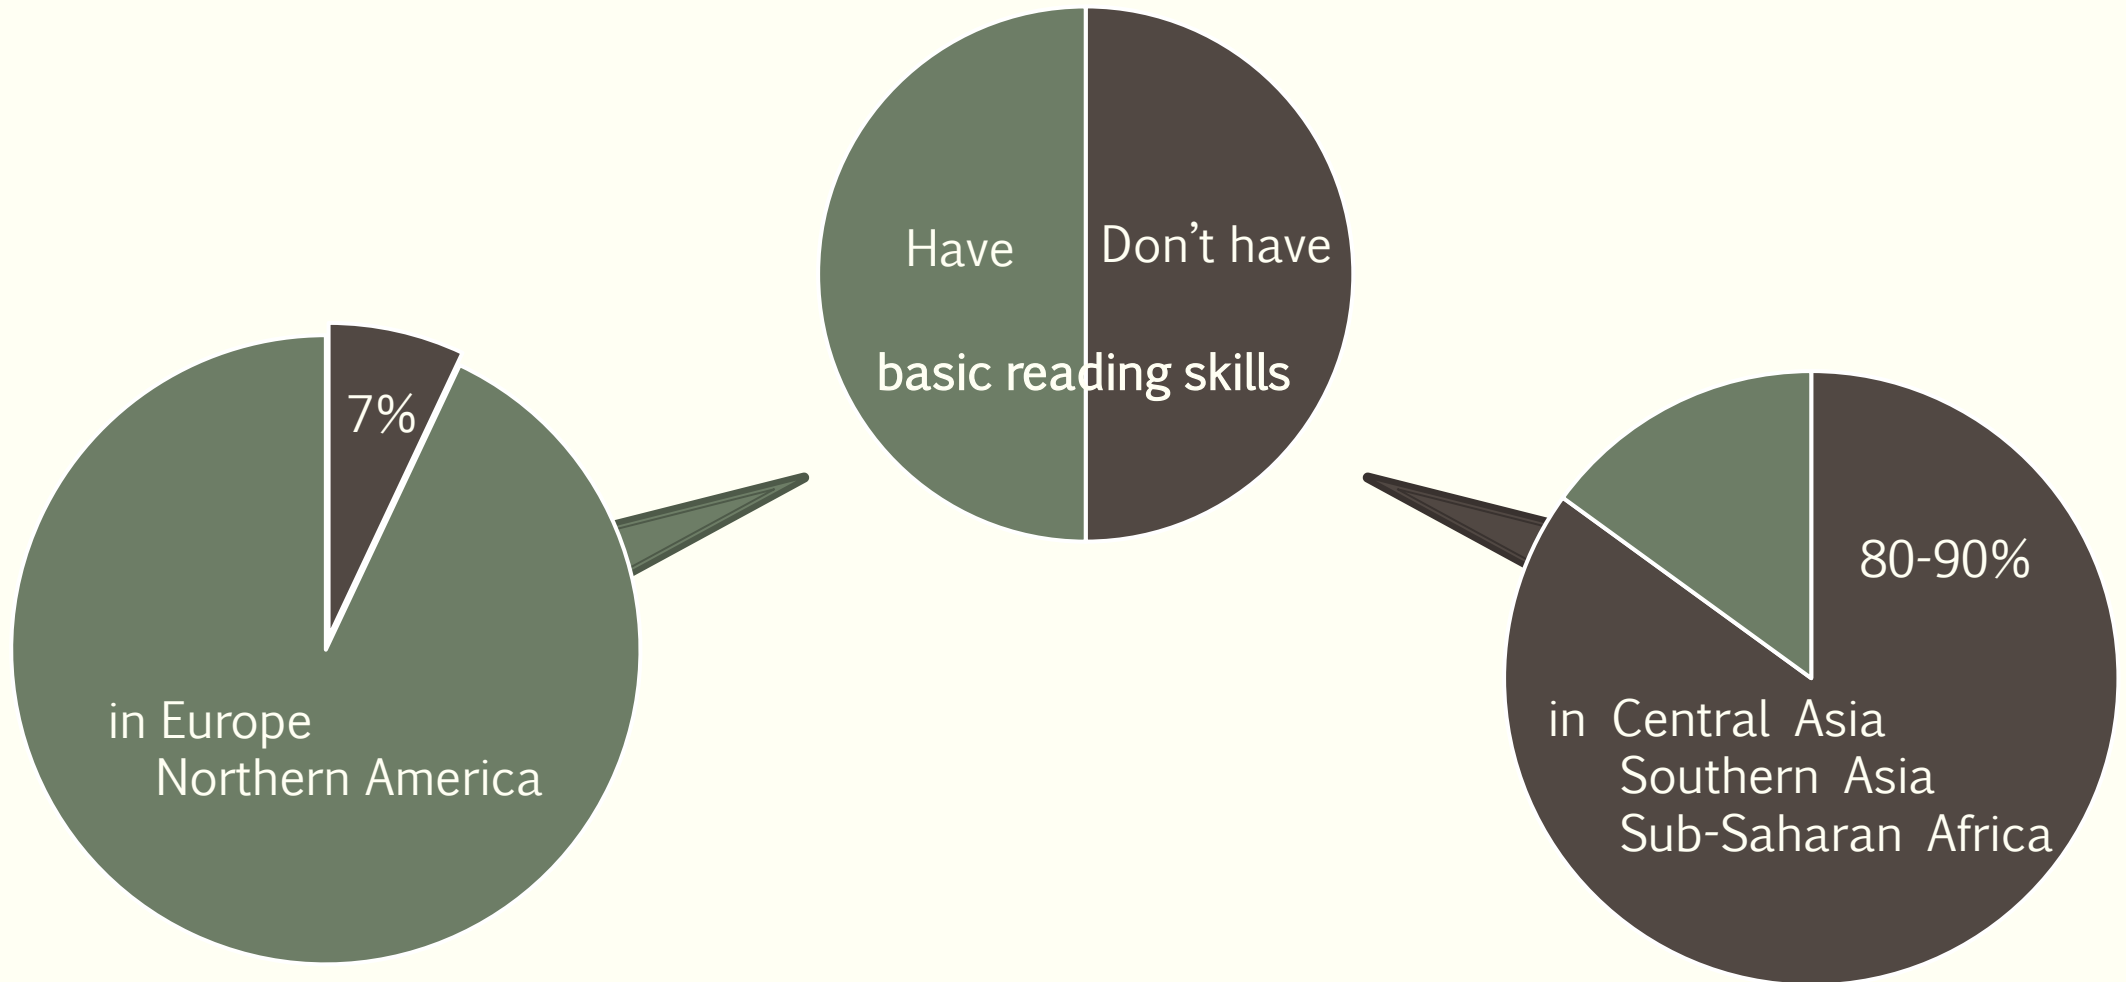 Have
Don’t have
basic reading skills
7%
in Europe
Northern America
80-90%
in Central Asia
Southern Asia
Sub-Saharan Africa